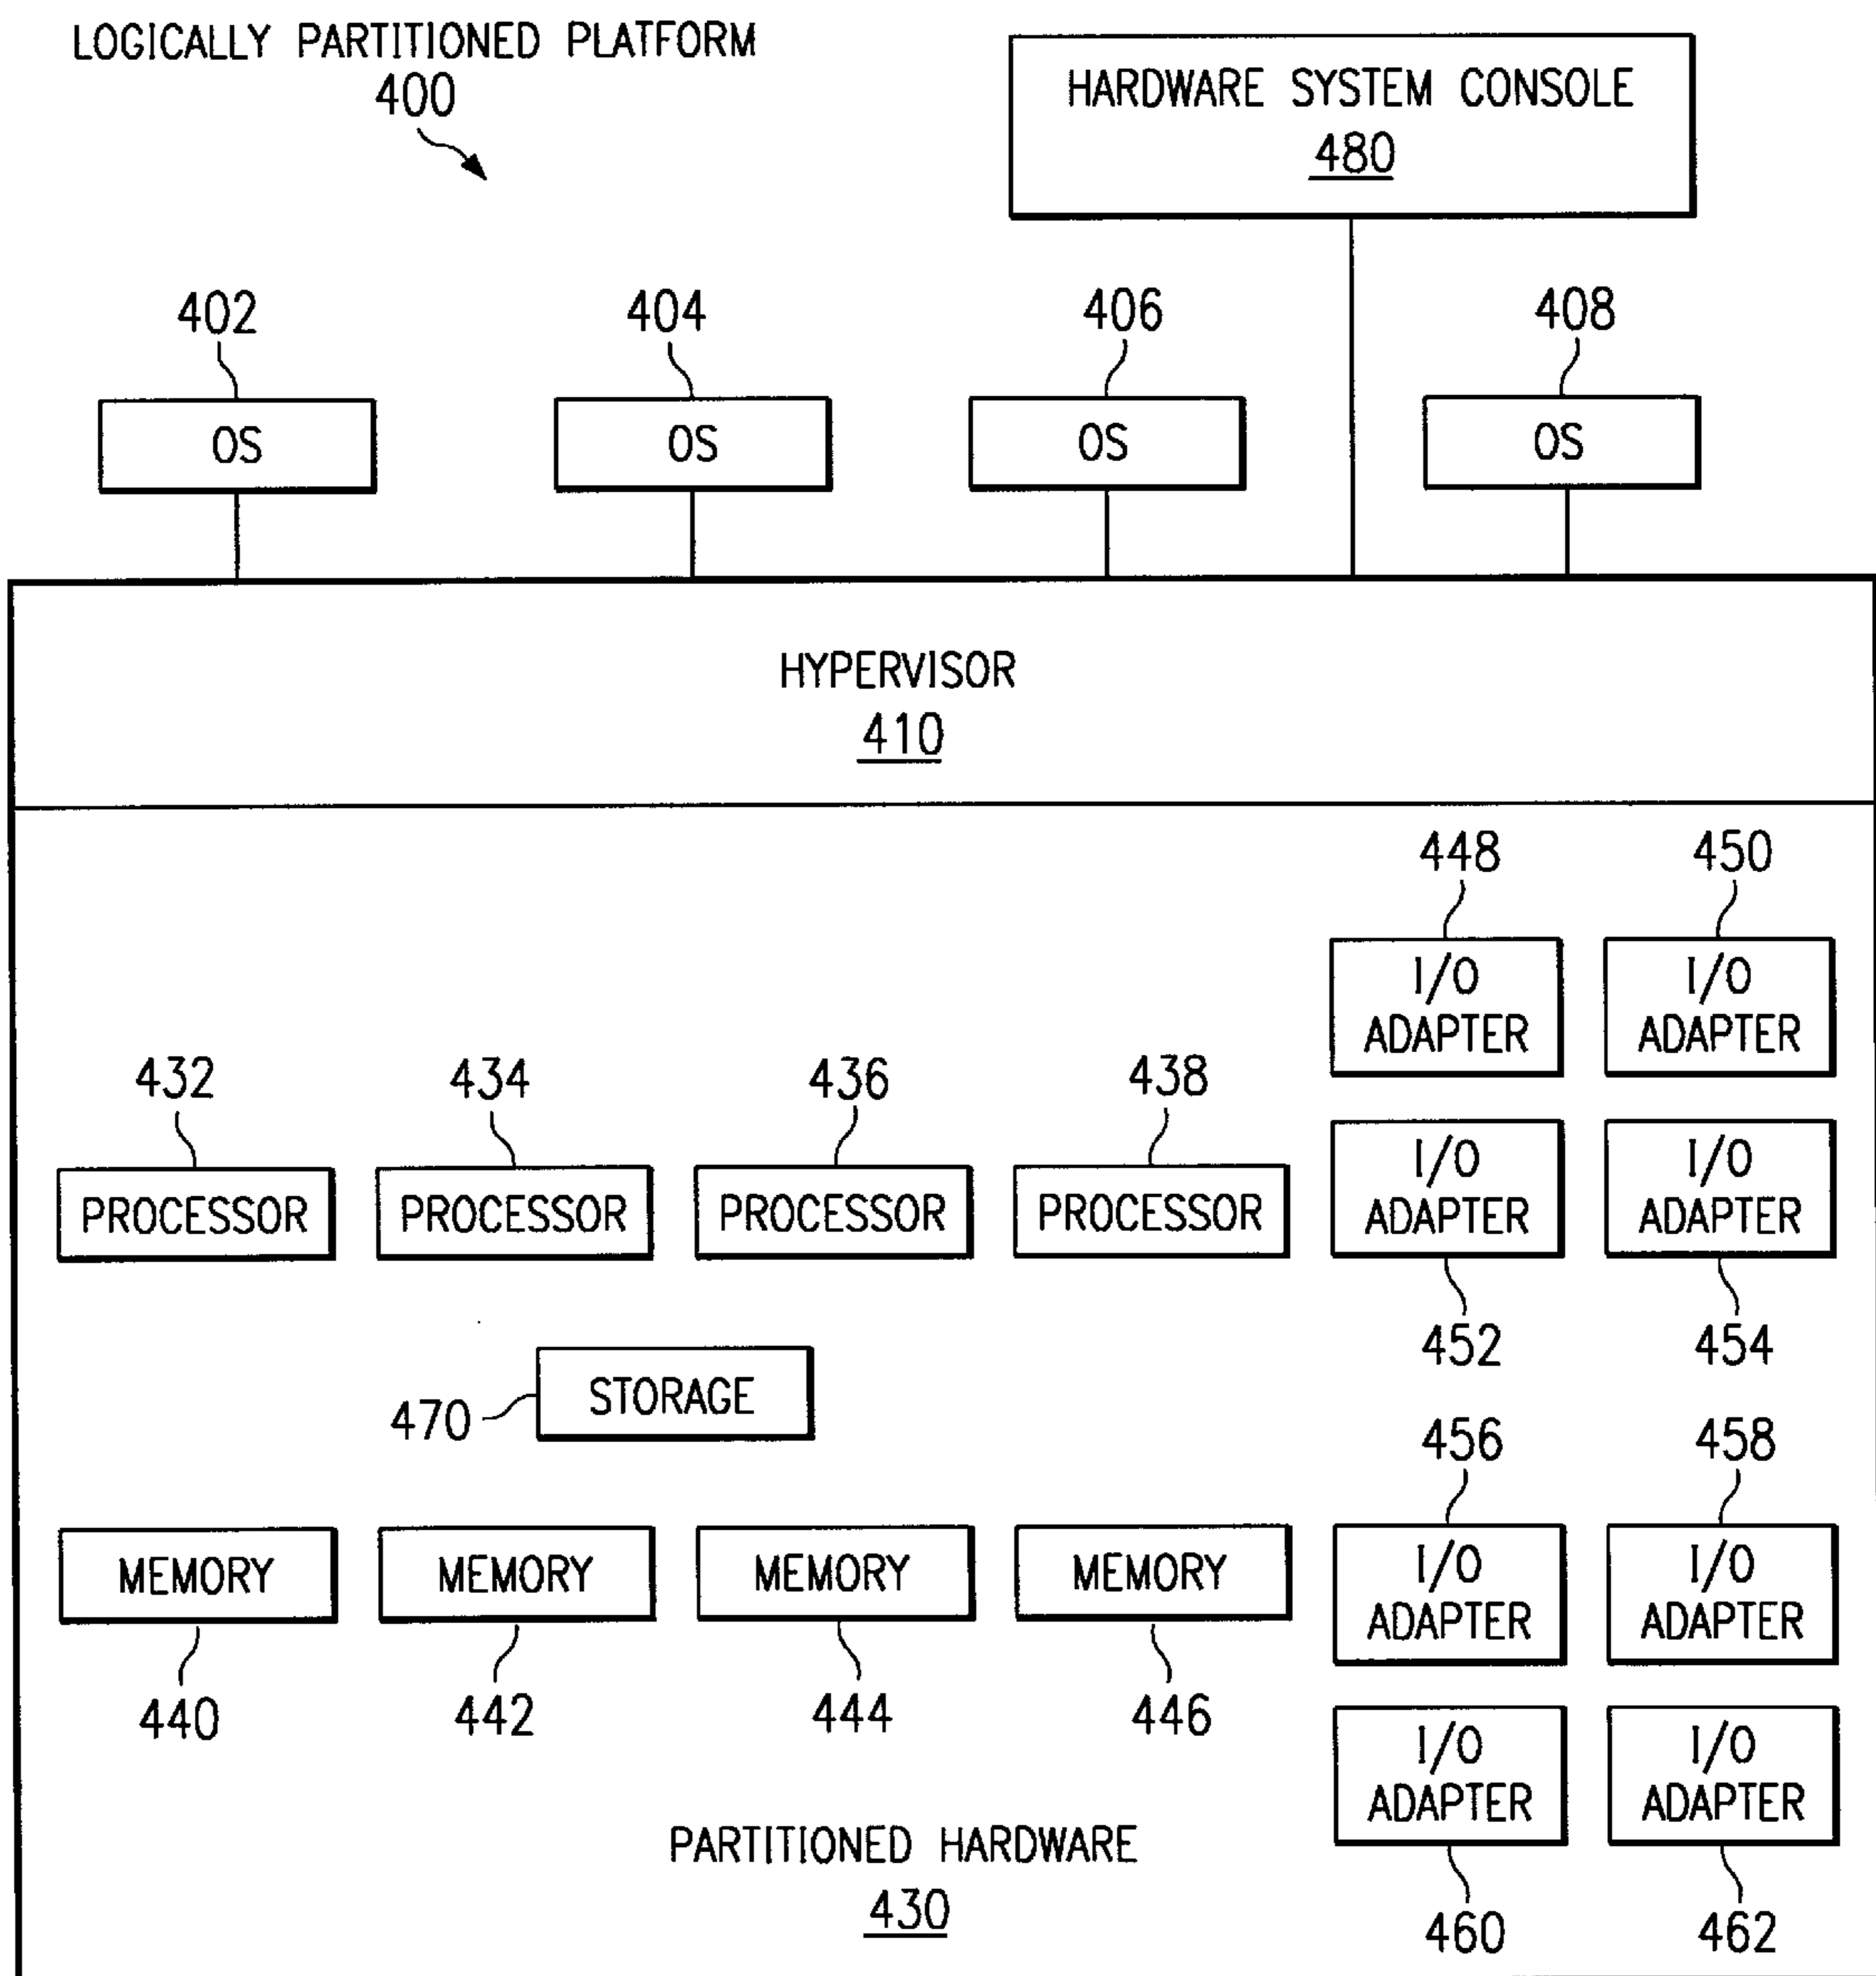 LOGICALLY PARTITIONED PLATFORM
400
HARDWARE SYSTEM CONSOLE
480
402
404
406
408
OS
OS
OS
OS
HYPERVISOR
410
448
450
I/O
ADAPTER
I/O
ADAPTER
432
434
436
438
PROCESSOR
PROCESSOR
PROCESSOR
PROCESSOR
I/O
ADAPTER
I/O
ADAPTER
452
454
470
STORAGE
456
458
MEMORY
MEMORY
MEMORY
MEMORY
I/O
ADAPTER
I/O
ADAPTER
440
442
444
446
I/O
ADAPTER
I/O
ADAPTER
460
462
PARTITIONED HARDWARE
430